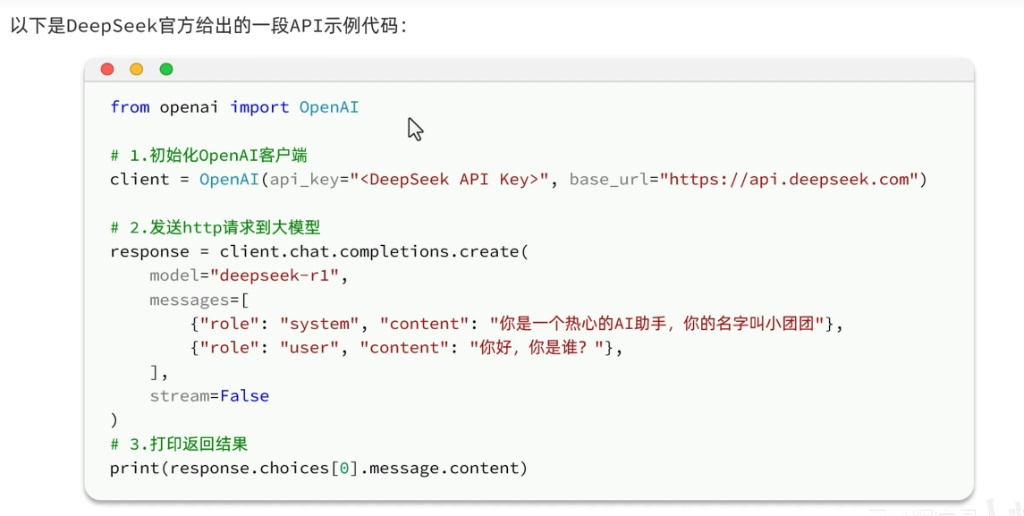 以下是DeepSeek官方给出的一段API示例代码：
from openai import OpenAI
# 1.初始化OpenAI客户端
client = OpenAI(api_key="<DeepSeek API Key>", base_url="https://api.deepseek.com")
# 2.发送http请求到大模型
response = client.chat.completions.create(
    model="deepseek-r1",
    messages=[
        {"role": "system", "content": "你是一个热心的AI助手，你的名字叫小团团"},
        {"role": "user", "content": "你好，你是谁？"},
    ],
    stream=False
)
# 3.打印返回结果
print(response.choices[0].message.content)